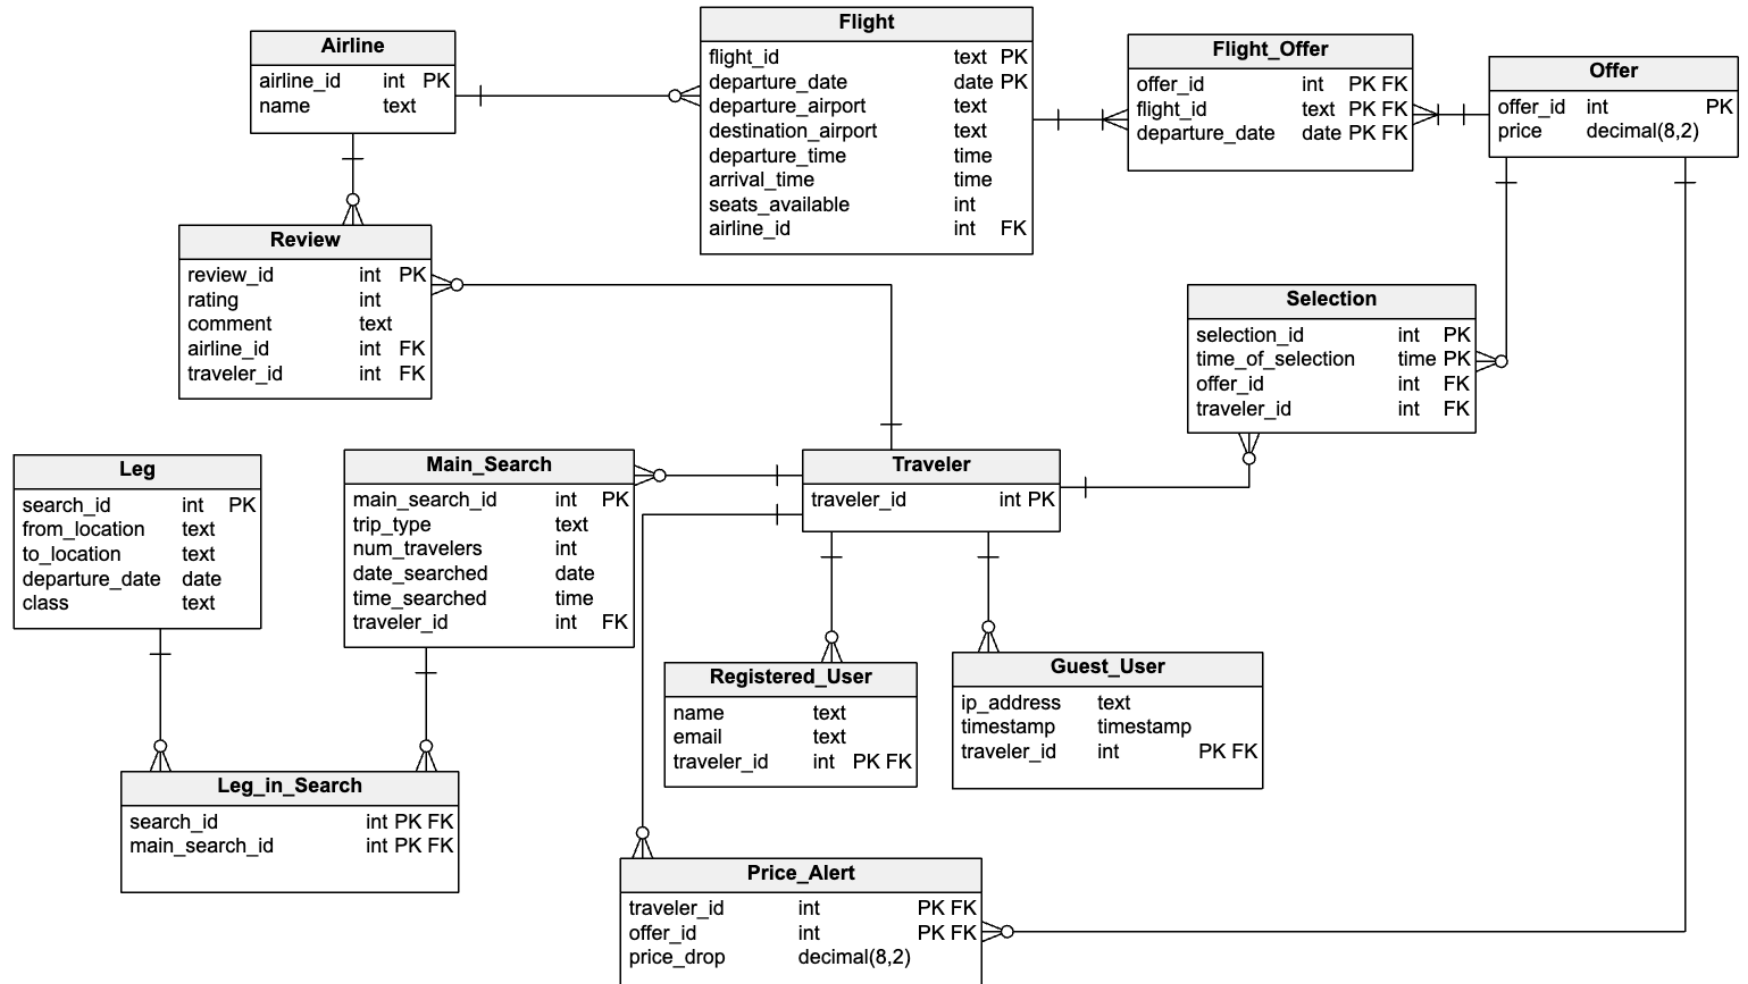 Airline
airline_id int PK
name text
Flight
flight_id text PK
departure_date date PK
departure_airport text
destination_airport text
departure_time time
arrival_time time
seats_available int
airline_id int FK
Flight_Offer
offer_id int PK FK
flight_id text PK FK
departure_date date PK FK
Offer
offer_id int PK
price decimal(8,2)
Review
review_id int PK
rating int
comment text
airline_id int FK
traveler_id int FK
Selection
selection_id int PK
time_of_selection time PK
offer_id int FK
traveler_id int FK
Leg
search_id int PK
from_location text
to_location text
departure_date date
class text
Main_Search
main_search_id int PK
trip_type text
num_travelers int
date_searched date
time_searched time
traveler_id int FK
Traveler
traveler_id int PK
Registered_User
name text
email text
traveler_id int PK FK
Guest_User
ip_address text
timestamp timestamp
traveler_id int PK FK
Leg_in_Search
search_id int PK FK
main_search_id int PK FK
Price_Alert
traveler_id int PK FK
offer_id int PK FK
price_drop decimal(8,2)